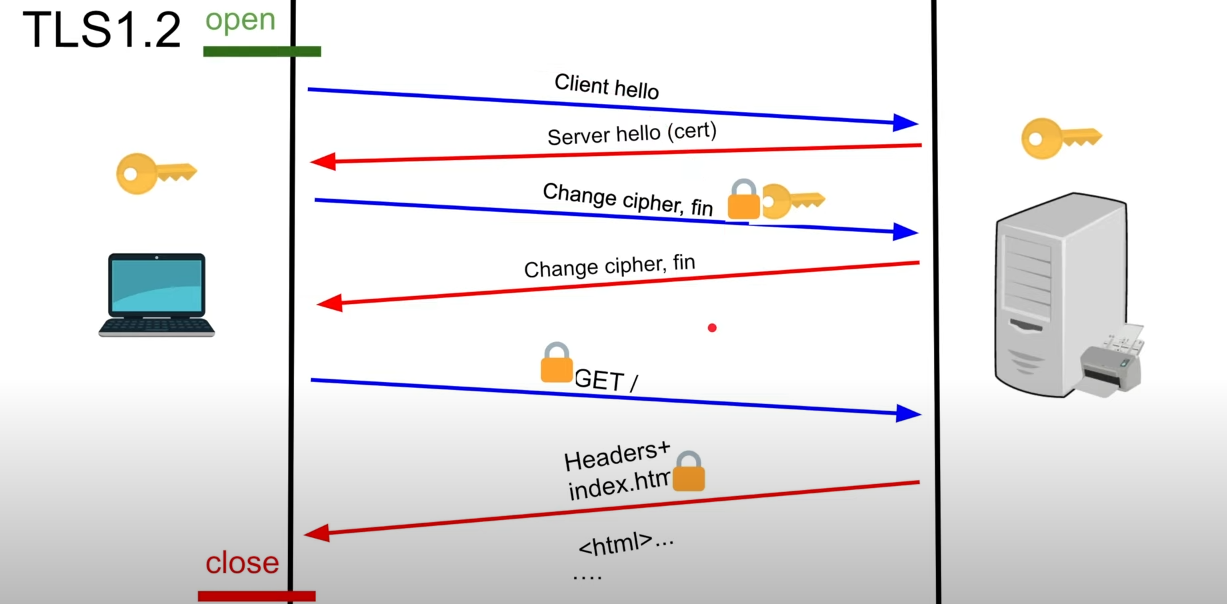 TLS1.2
open
Client hello
Server hello (cert)
Change cipher, fin
Change cipher, fin
GET /
Headers+
index.htm
<html>...
....
close